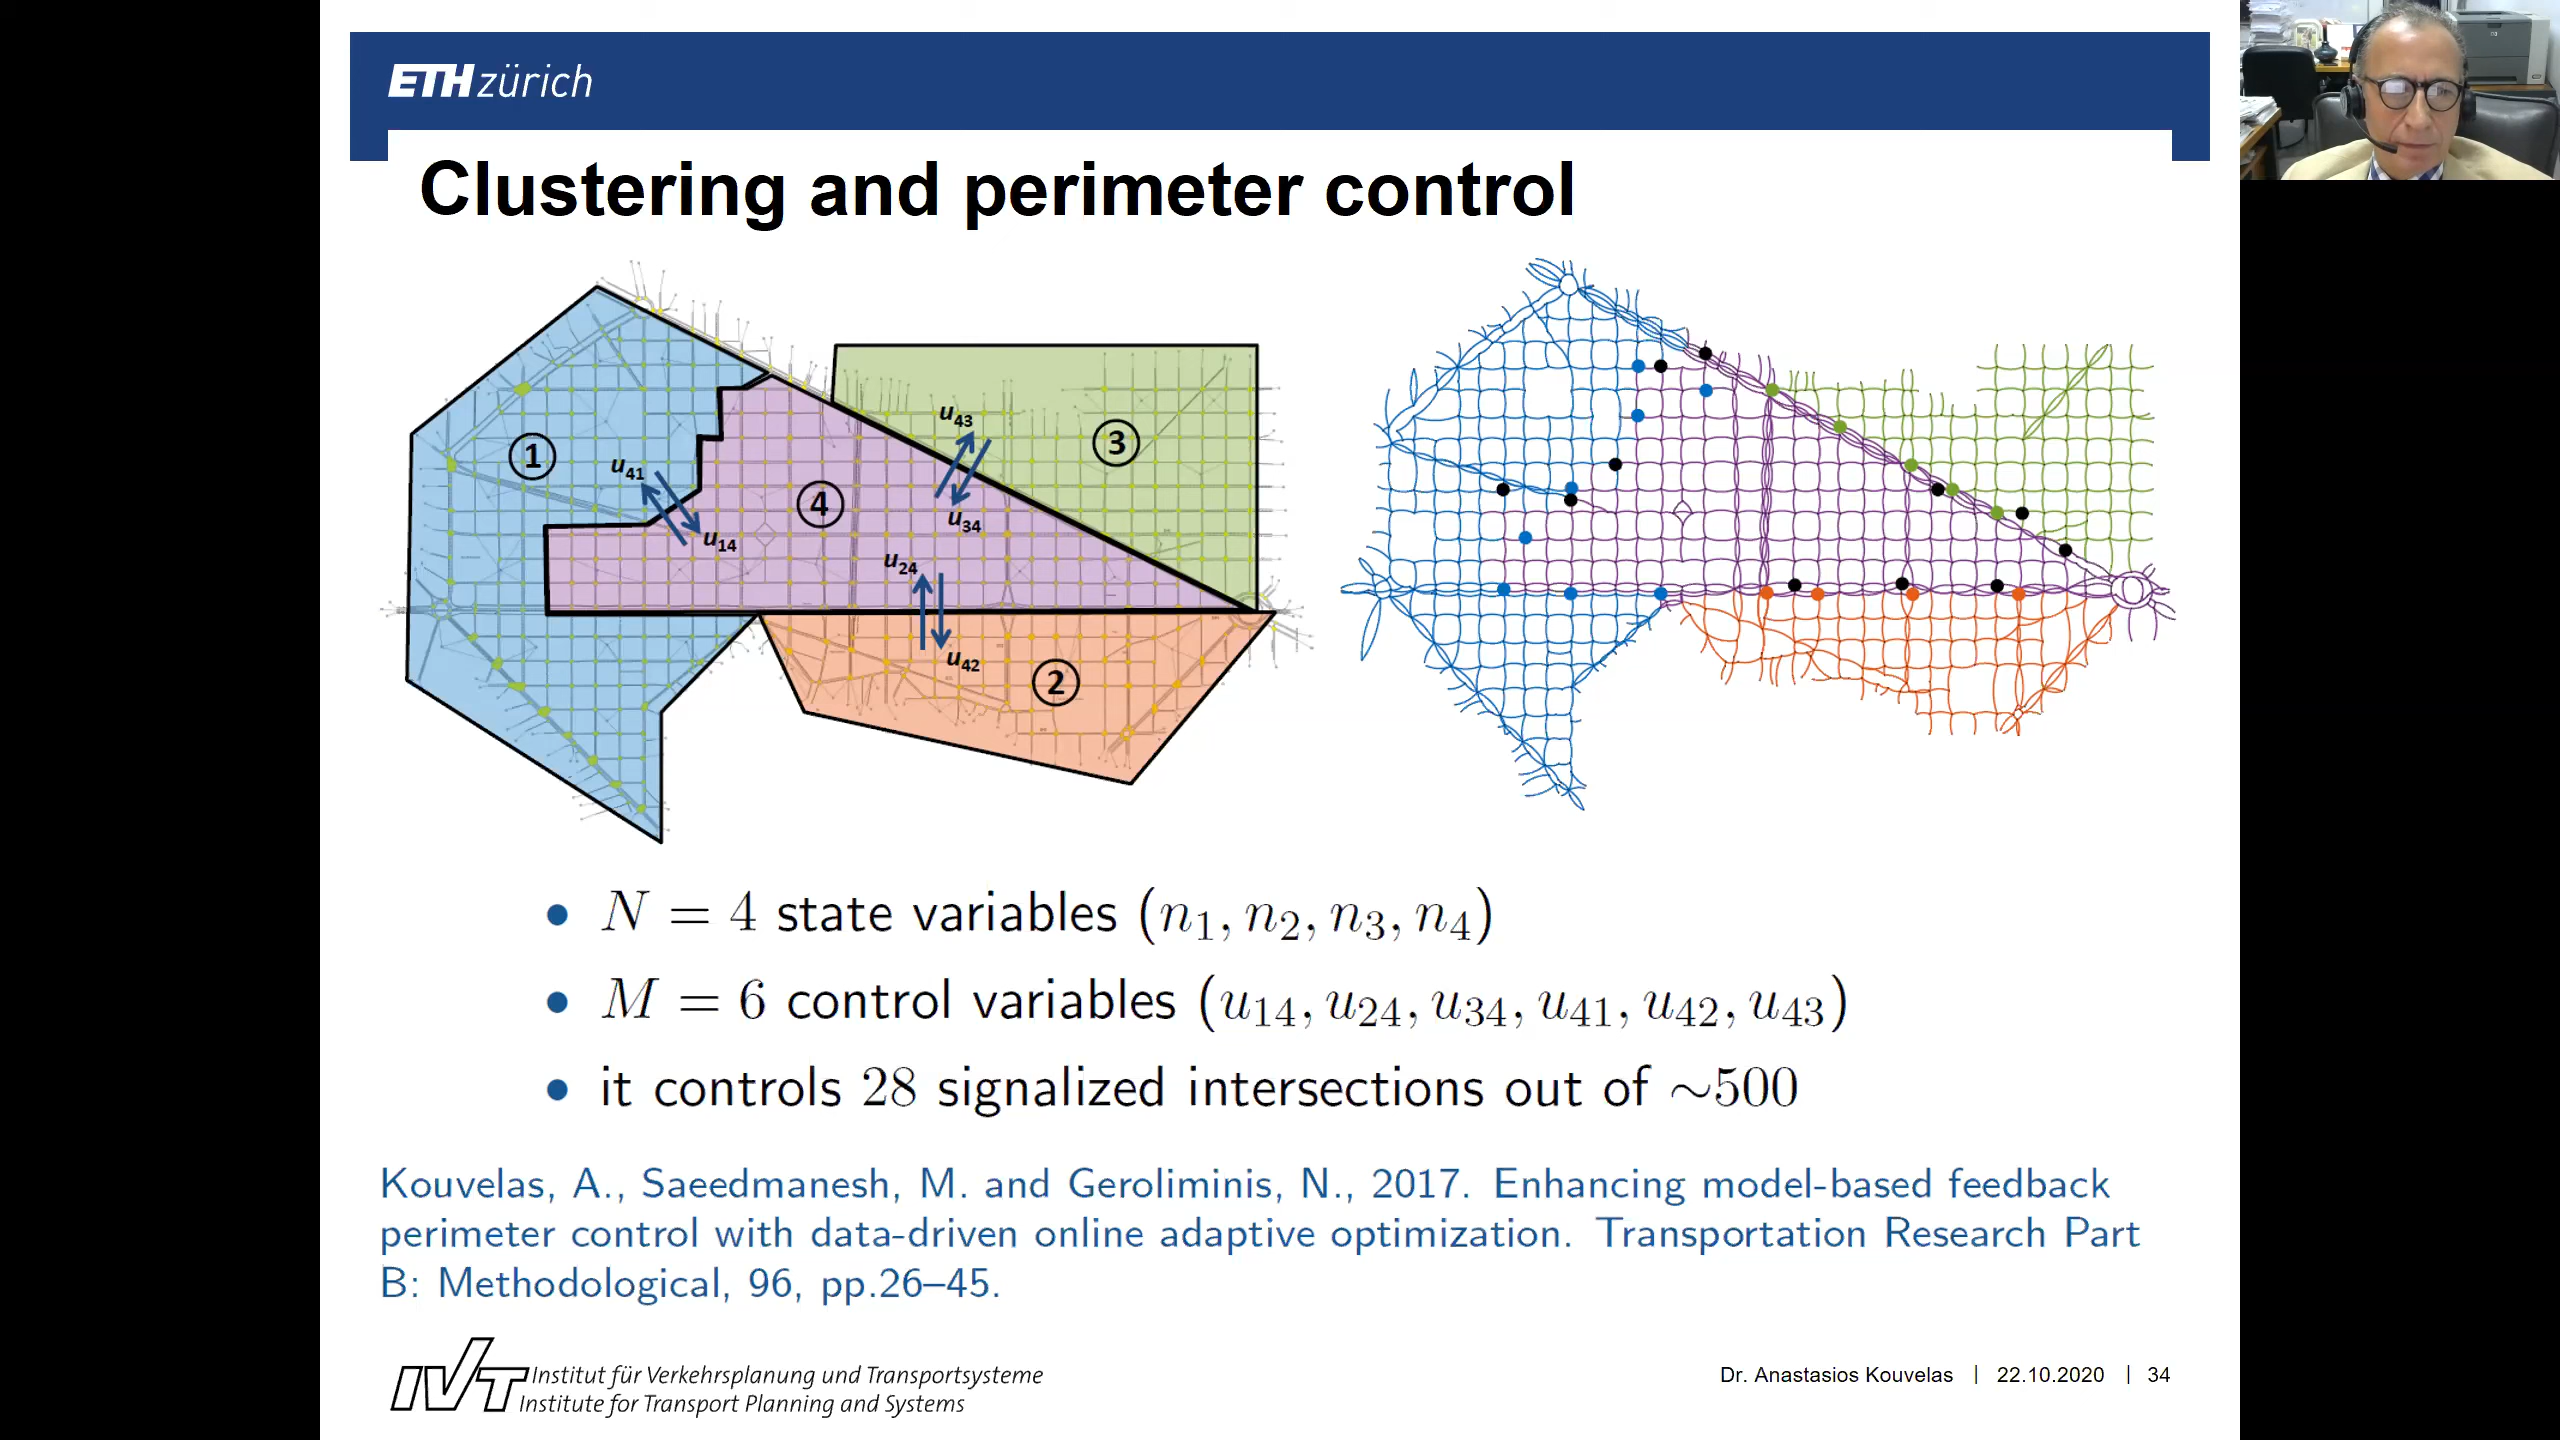 ETH zürich
Clustering and perimeter control
u43
3
1
u41
4
u34
u14
u24
u42
2
• N = 4 state variables (n1, n2, n3, n4)
• M = 6 control variables (u14, u24, u34, u41, u42, u43)
• it controls 28 signalized intersections out of ~500
Kouvelas, A., Saeedmanesh, M. and Geroliminis, N., 2017. Enhancing model-based feedback
perimeter control with data-driven online adaptive optimization. Transportation Research Part
B: Methodological, 96, pp.26–45.
IVT Institut für Verkehrsplanung und Transportsysteme
Institute for Transport Planning and Systems
Dr. Anastasios Kouvelas | 22.10.2020 | 34